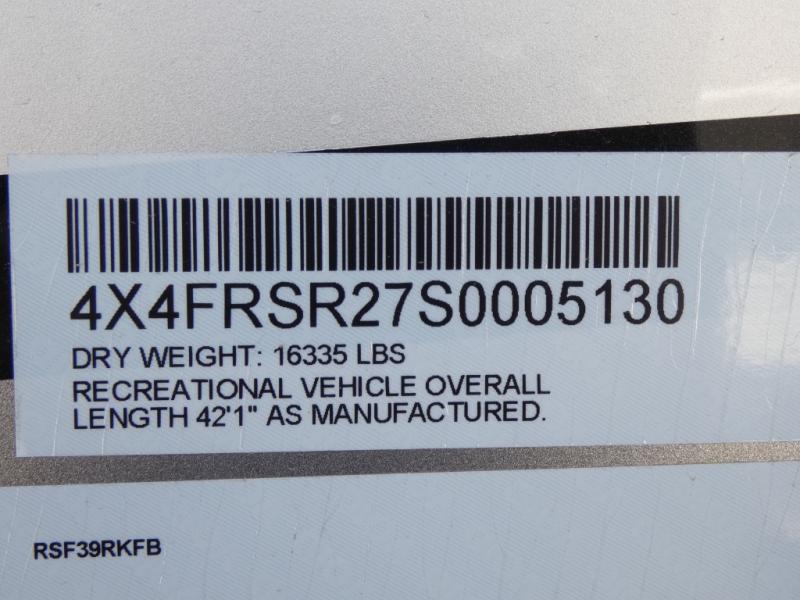 4X4FRSR27S0005130
DRY WEIGHT: 16335 LBS
RECREATIONAL VEHICLE OVERALL
LENGTH 42'1" AS MANUFACTURED.
RSF39RKFB